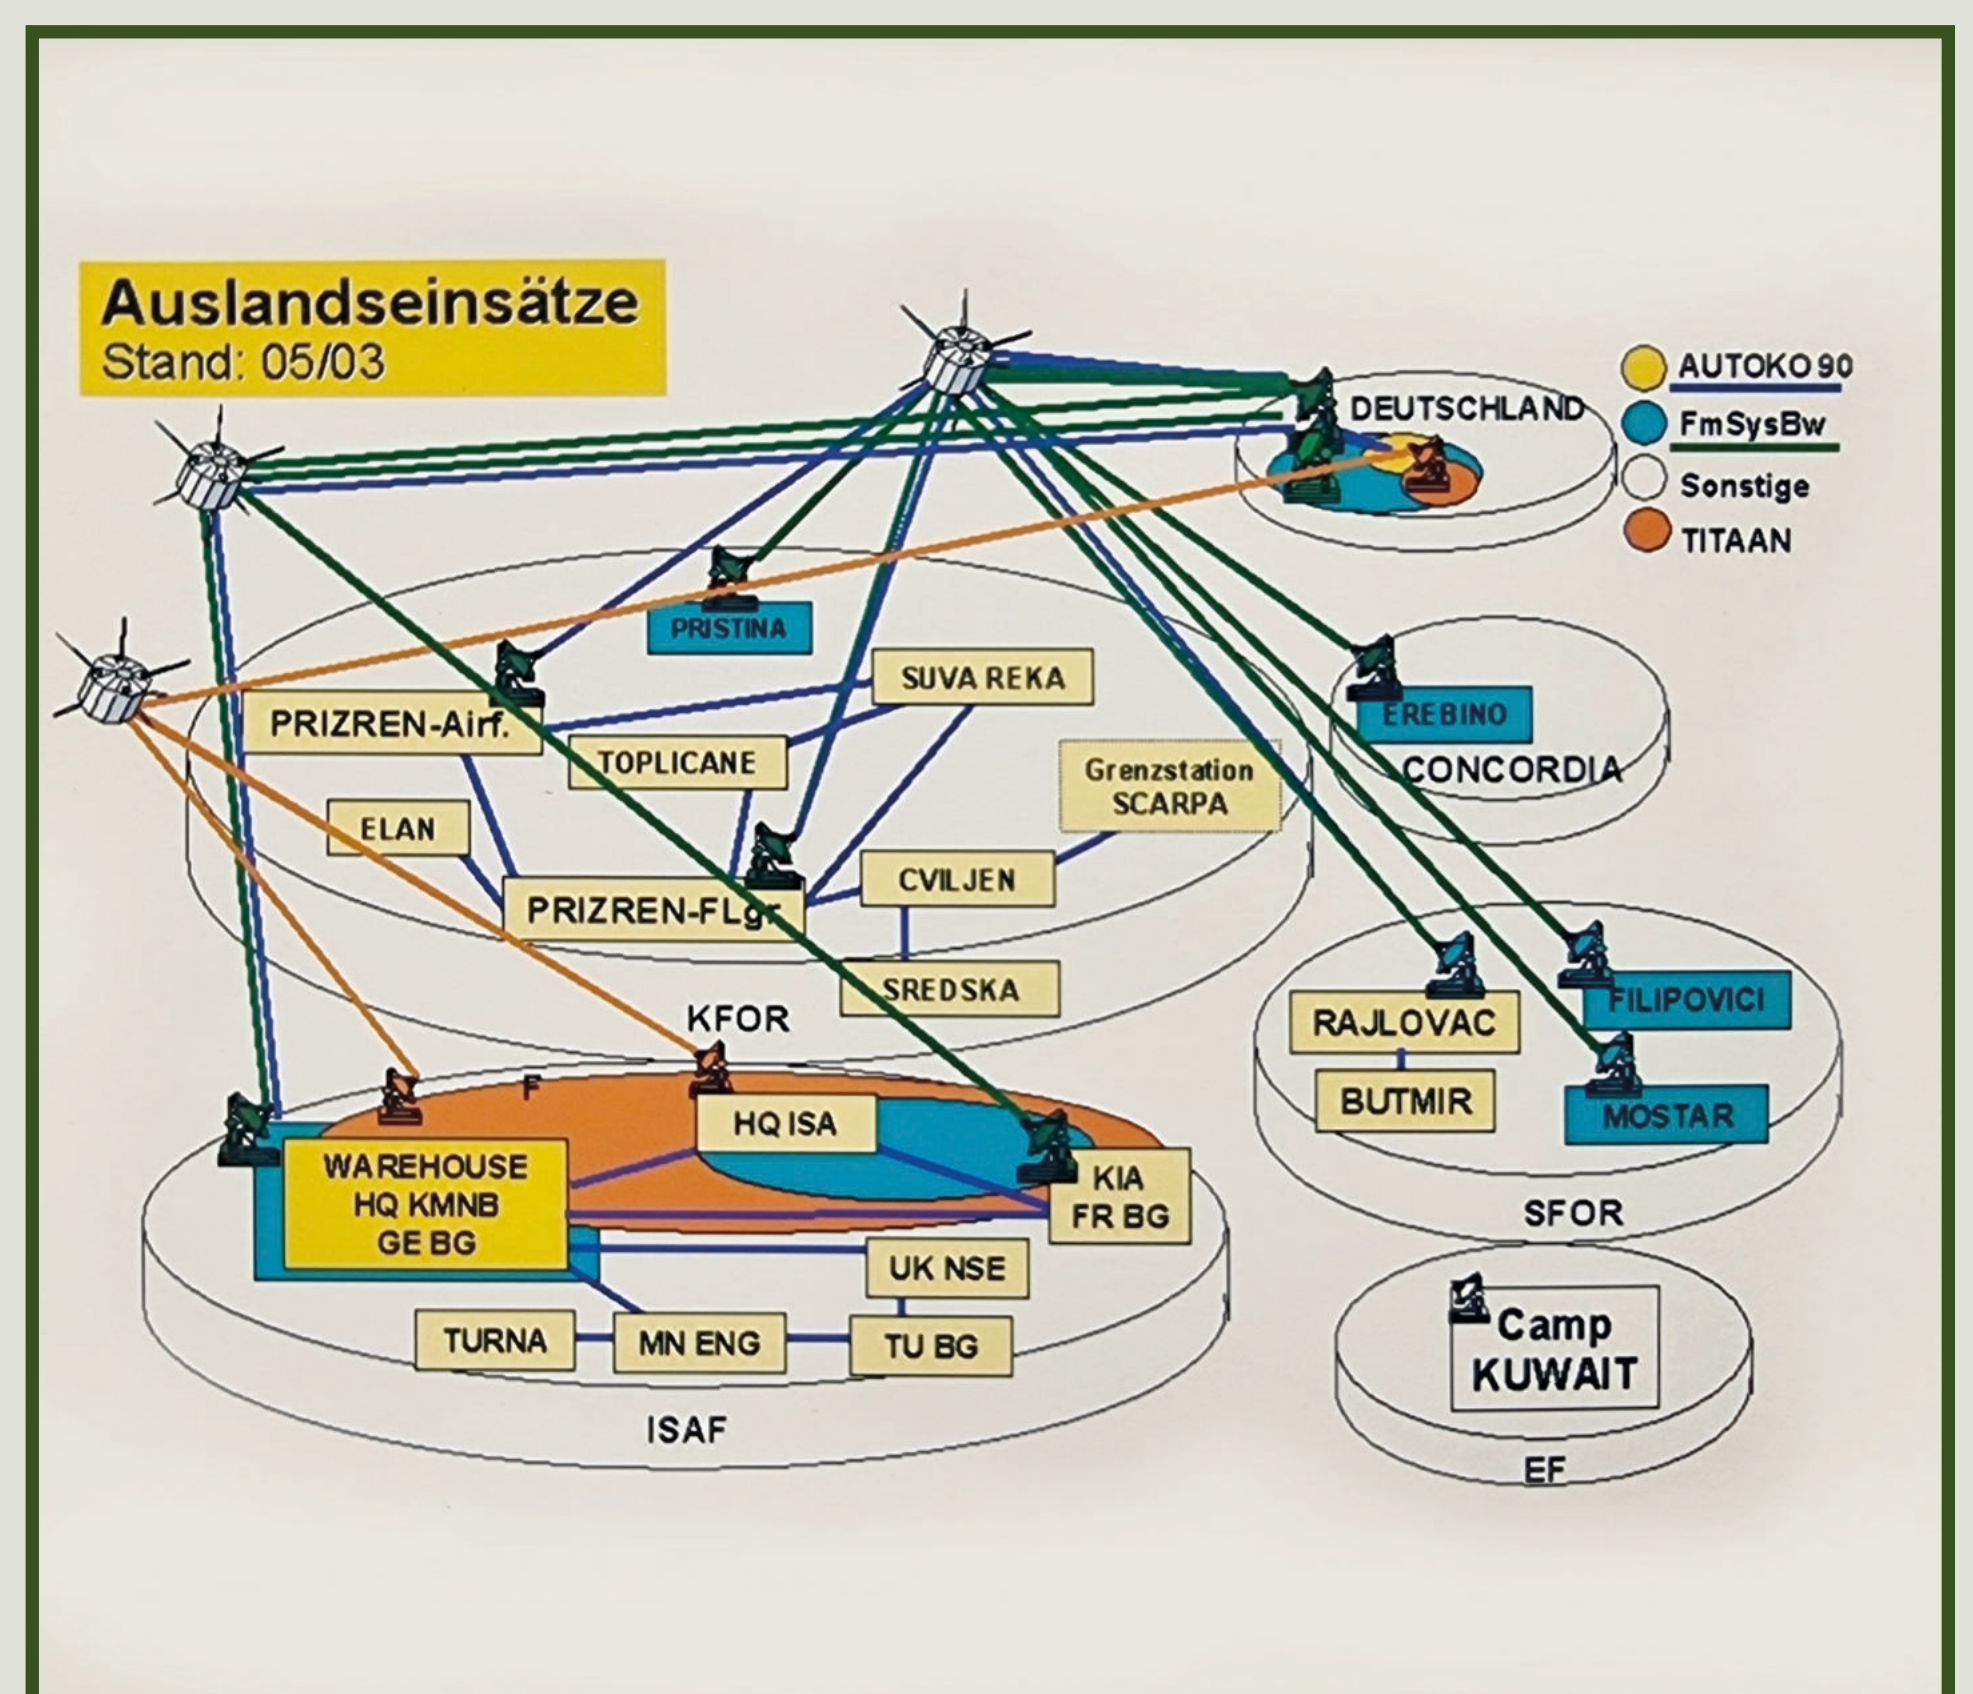 Auslandseinsätze
Stand: 05/03
AUTOKO 90
FmSysBw
Sonstige
TITAAN
DEUTSCHLAND
PRISTINA
SUVA REKA
PRIZREN-Airf.
TOPLICANE
Grenzstation
SCARPA
ELAN
CVILJEN
PRIZREN-FLgr
SREDSKA
KFOR
EREBINO
CONCORDIA
FILIPOVICI
RAJLOVAC
BUTMIR
MOSTAR
SFOR
F
HQ ISA
WAREHOUSE
HQ KMNB
GE BG
KIA
FR BG
UK NSE
TURNA
MN ENG
TU BG
ISAF
Camp
KUWAIT
EF